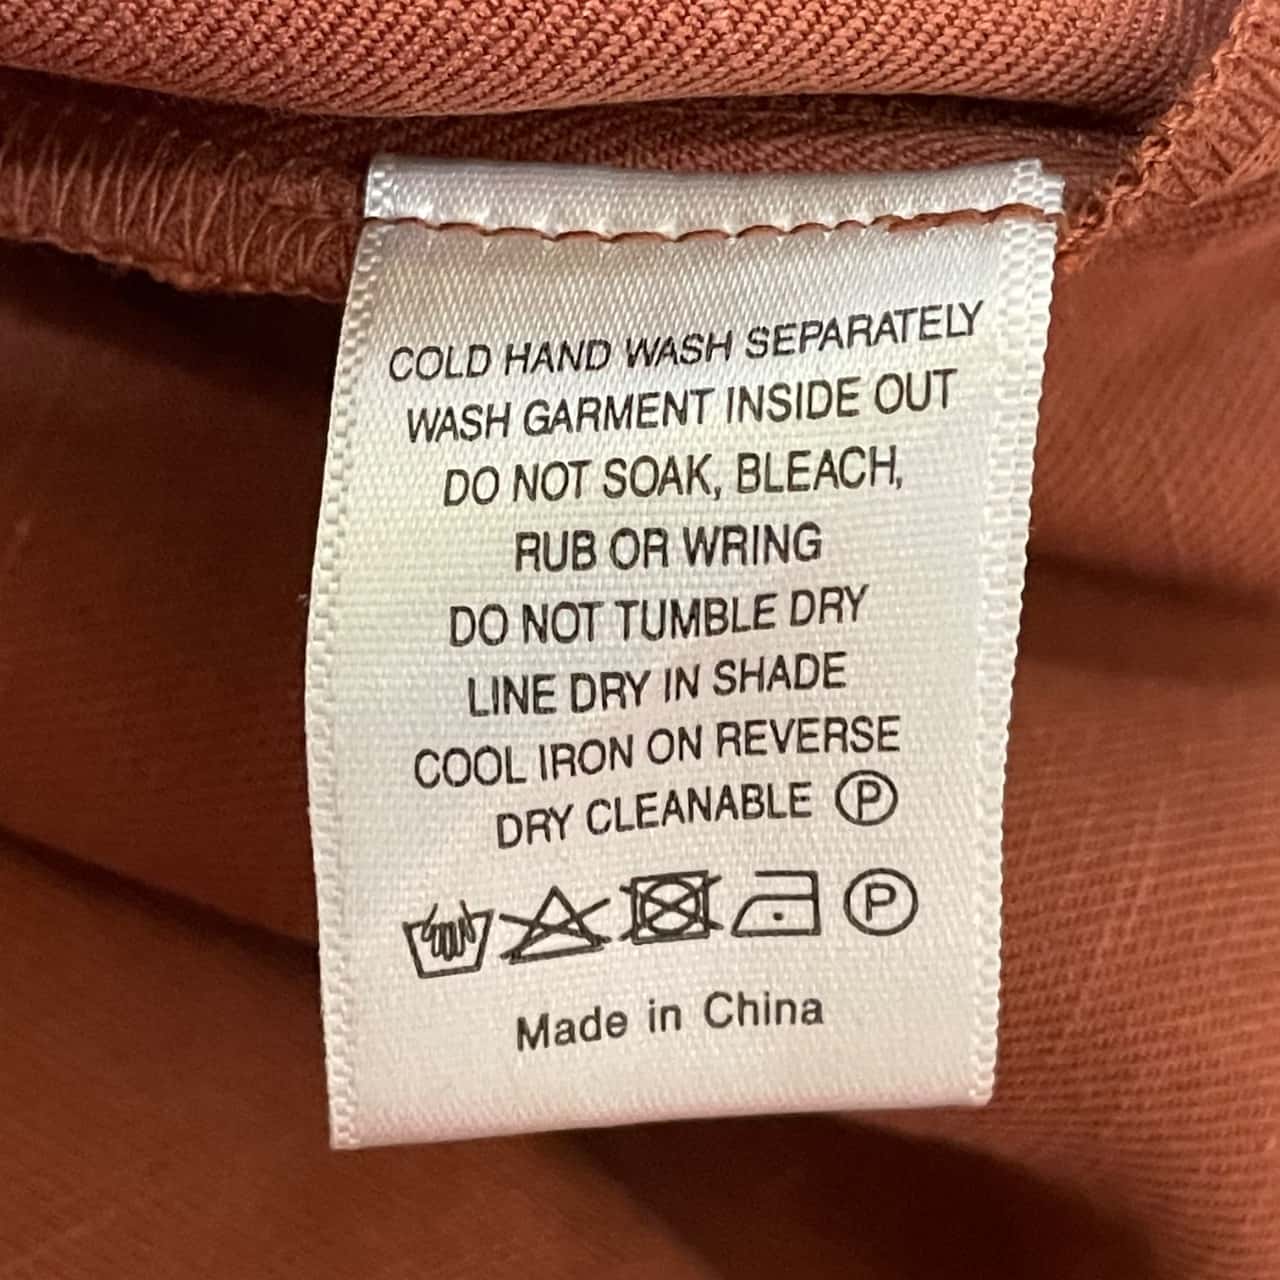 COLD HAND WASH SEPARATELY
WASH GARMENT INSIDE OUT
DO NOT SOAK, BLEACH,
RUB OR WRING
DO NOT TUMBLE DRY
LINE DRY IN SHADE
COOL IRON ON REVERSE
DRY CLEANABLE Ⓟ
Ⓟ
Made in China